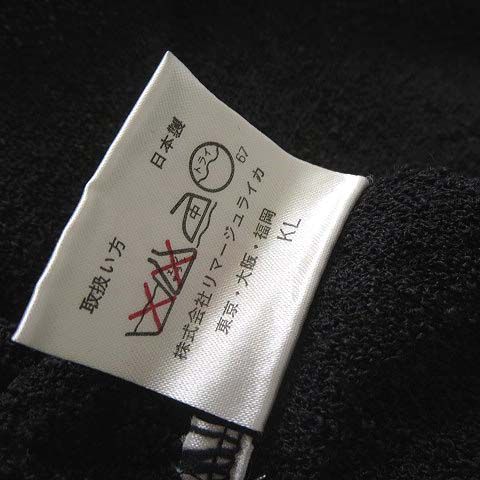 日本製
取扱い方
中
ドライ
67
株式会社リマージュライカ
東京・大阪・福岡
KL